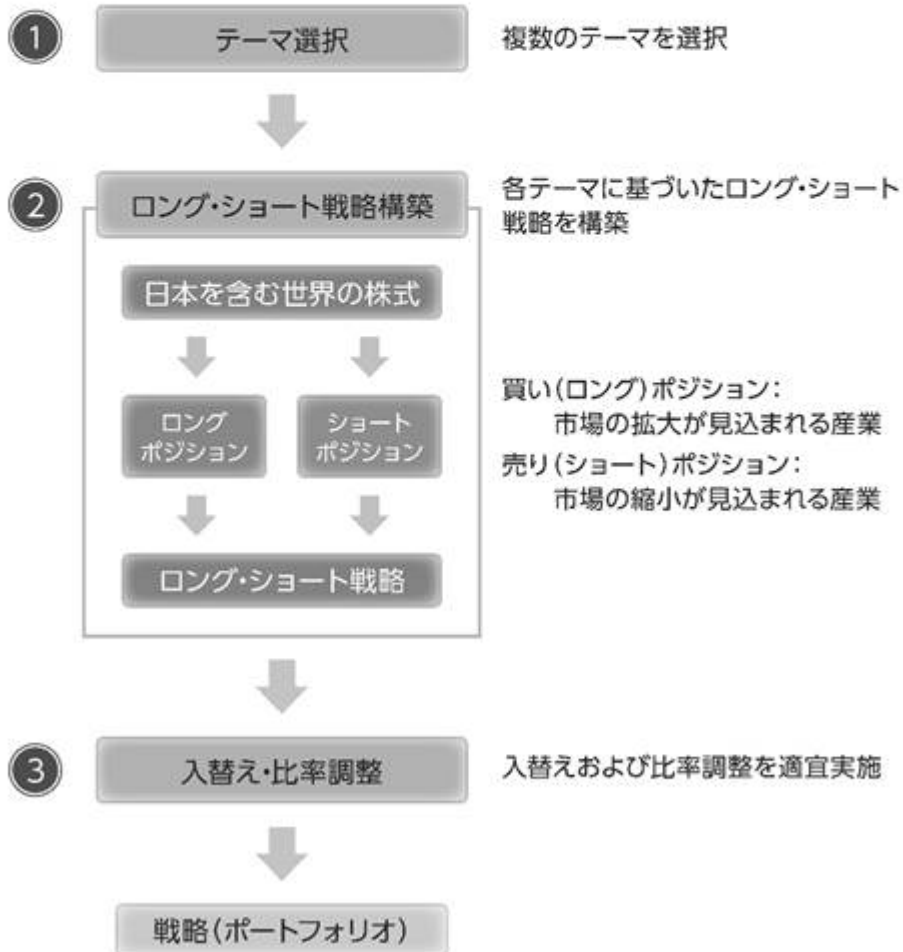 1
テーマ選択
複数のテーマを選択
2
ロング・ショート戦略構築
各テーマに基づいたロング・ショート
戦略を構築
日本を含む世界の株式
ロング
ポジション
ショート
ポジション
買い(ロング)ポジション:
市場の拡大が見込まれる産業
売り(ショート)ポジション:
市場の縮小が見込まれる産業
ロング・ショート戦略
3
入替え・比率調整
入替えおよび比率調整を適宜実施
戦略(ポートフォリオ)